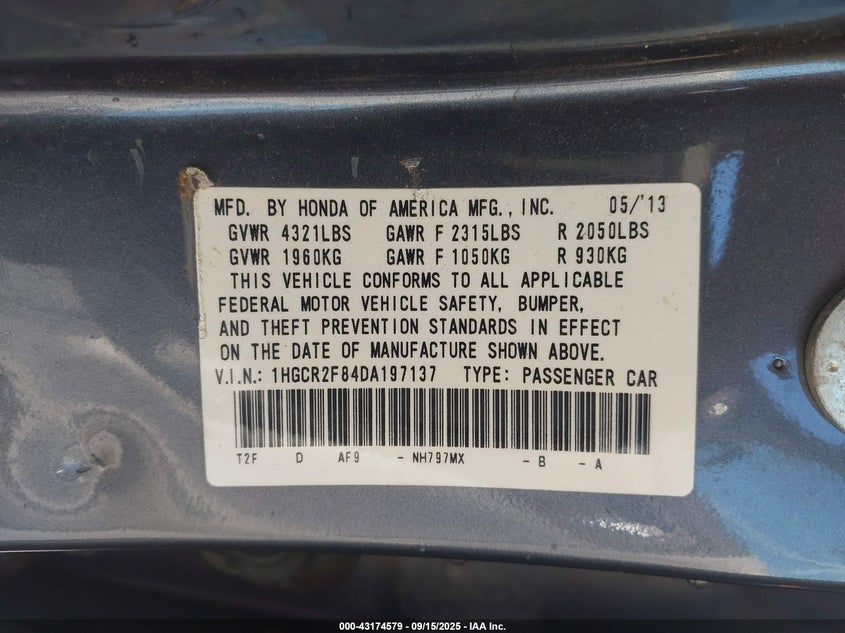 MFD. BY HONDA OF AMERICA MFG., INC. 05/'13
GVWR 4321LBS GAWR F 2315LBS R 2050LBS
GVWR 1960KG GAWR F 1050KG R 930KG
THIS VEHICLE CONFORMS TO ALL APPLICABLE
FEDERAL MOTOR VEHICLE SAFETY, BUMPER,
AND THEFT PREVENTION STANDARDS IN EFFECT
ON THE DATE OF MANUFACTURE SHOWN ABOVE.
V.I.N.: 1HGCR2F84DA197137 TYPE: PASSENGER CAR
T2F D AF9 - NH797MX - B - A
000-43174579 - 09/15/2025 - IAA Inc.